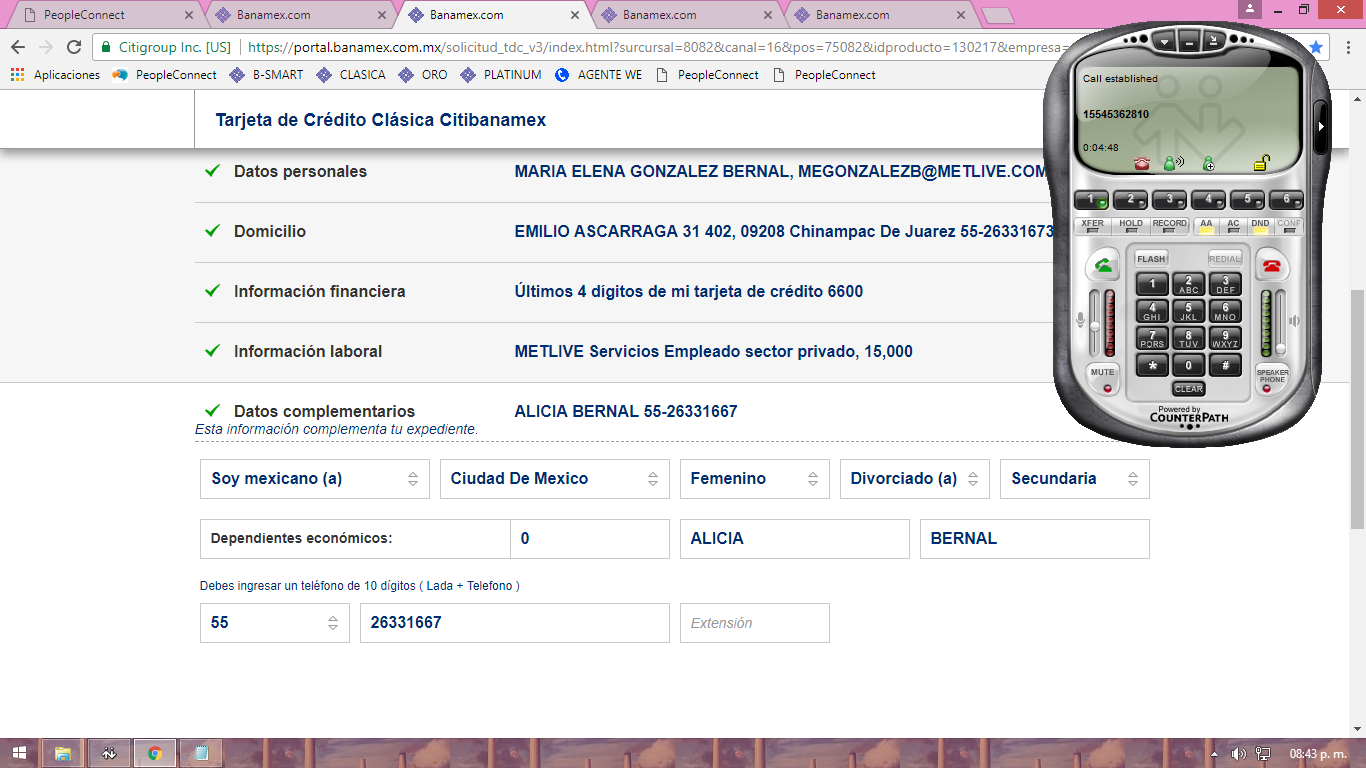 PeopleConnect
Banamex.com
Banamex.com
Banamex.com
Banamex.com
Citigroup Inc. [US]
https://portal.banamex.com.mx/solicitud_tdc_v3/index.html?surcursal=8082&canal=16&pos=75082&idproducto=130217&empresa=
Aplicaciones
PeopleConnect
B-SMART
CLASICA
ORO
PLATINUM
AGENTE WE
PeopleConnect
PeopleConnect
Tarjeta de Crédito Clásica Citibanamex
Datos personales
MARIA ELENA GONZALEZ BERNAL, MEGONZALEZB@METLIVE.COM
Domicilio
EMILIO ASCARRAGA 31 402, 09208 Chinampac De Juarez 55-26331673
Información financiera
Últimos 4 dígitos de mi tarjeta de crédito 6600
Información laboral
METLIVE Servicios Empleado sector privado, 15,000
Datos complementarios
ALICIA BERNAL 55-26331667
Esta información complementa tu expediente.
Soy mexicano (a)
Ciudad De Mexico
Femenino
Divorciado (a)
Secundaria
Dependientes económicos:
0
ALICIA
BERNAL
Debes ingresar un teléfono de 10 dígitos ( Lada + Telefono )
55
26331667
Extensión
Call established
15545362810
0:04:48
1
2
3
4
5
6
XFER
HOLD
RECORD
AA
AC
DND
CONF
FLASH
REDIAL
1
2 ABC
3 DEF
4 GHI
5 JKL
6 MNO
7 PQRS
8 TUV
9 WXYZ
*
0
#
MUTE
CLEAR
SPEAKER PHONE
Powered by
COUNTERPATH
08:43 p. m.